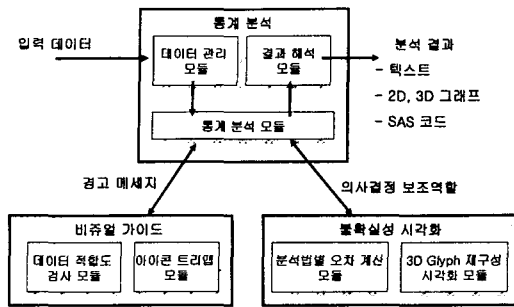 통계 분석
입력 데이터
데이터 관리
모듈
결과 해석
모듈
분석 결과
- 텍스트
- 2D, 3D 그래프
- SAS 코드
통계 분석 모듈
경고 메세지
의사결정 보조역할
비쥬얼 가이드
데이터 적합도
검사 모듈
아이콘 트리맵
모듈
불확실성 시각화
분석법별 오차 계산
모듈
3D Glyph 재구성
시각화 모듈